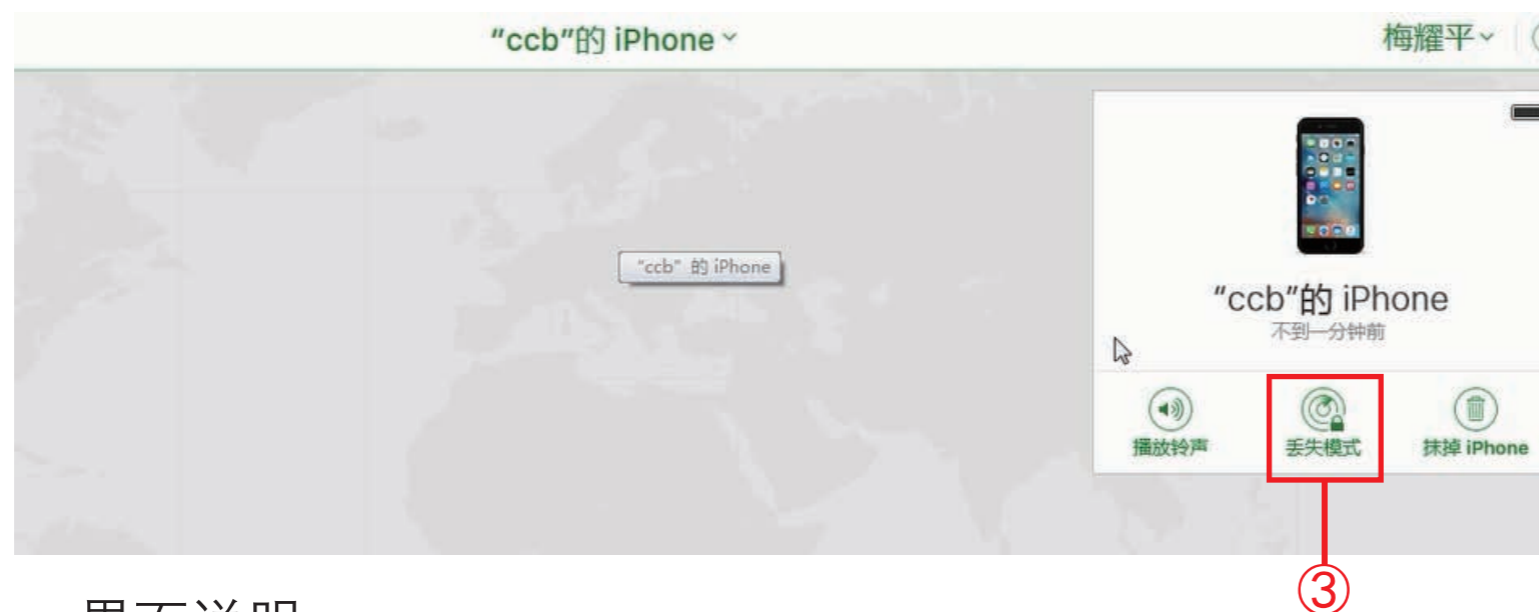 “ccb”的 iPhone
梅耀平
“ccb” 的 iPhone
“ccb”的 iPhone
不到一分钟前
播放铃声
丢失模式
抹掉 iPhone
③